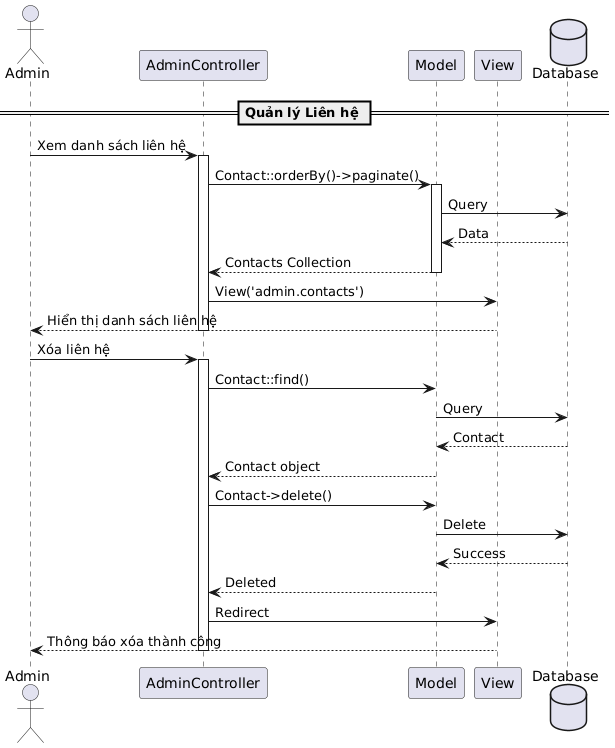 Admin
AdminController
Model
View
Database
Quản lý Liên hệ
Xem danh sách liên hệ
Contact::orderBy()->paginate()
Query
Data
Contacts Collection
View('admin.contacts')
Hiển thị danh sách liên hệ
Xóa liên hệ
Contact::find()
Query
Contact
Contact object
Contact->delete()
Delete
Success
Deleted
Redirect
Thông báo xóa thành công
Admin
AdminController
Model
View
Database